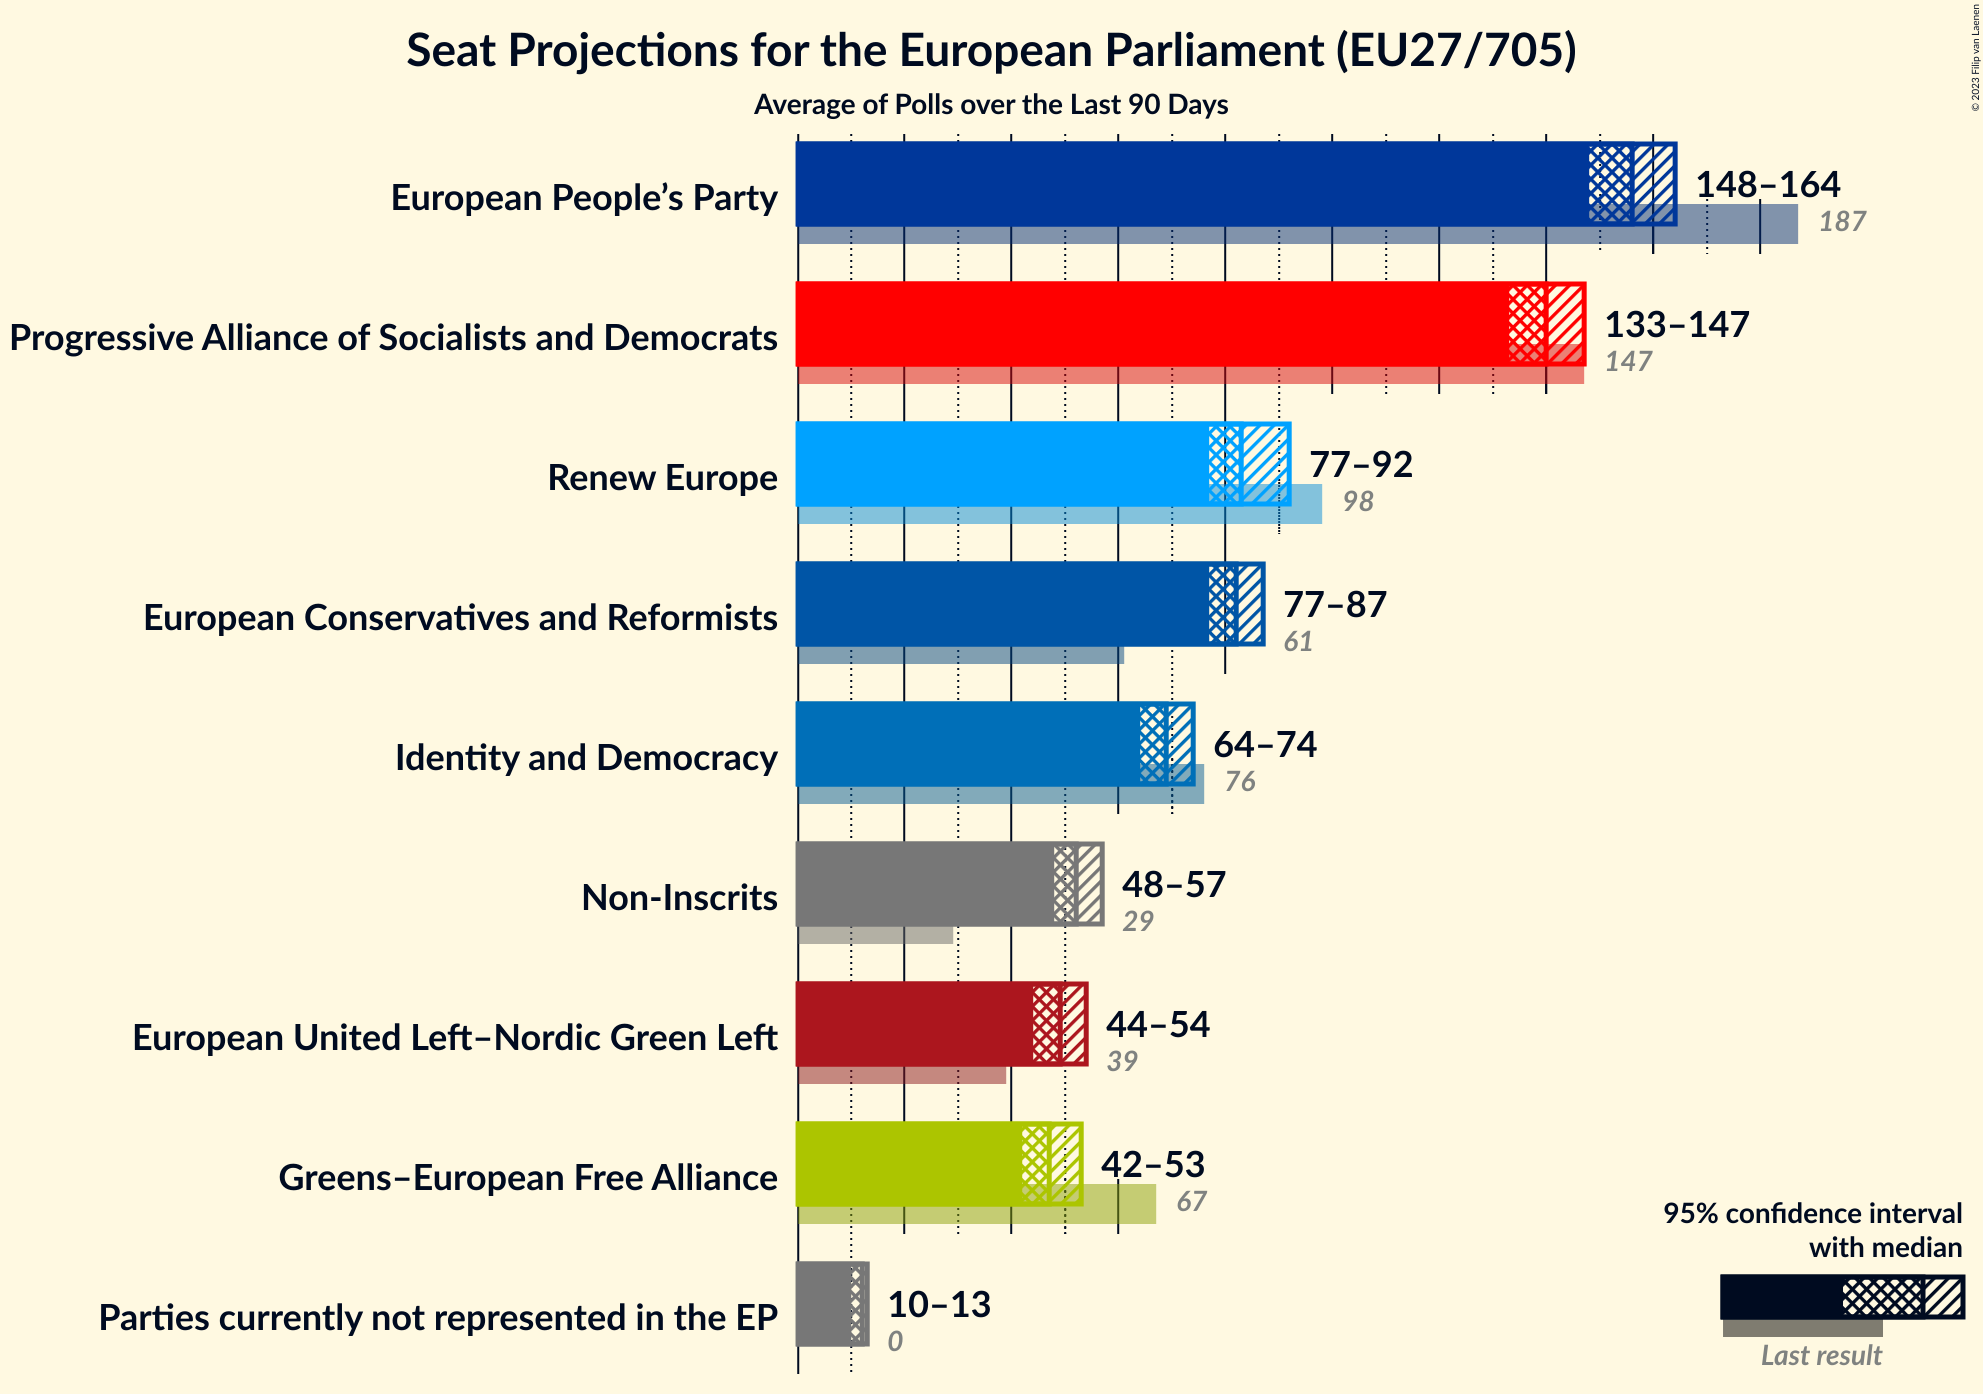 Seat Projections for the European Parliament (EU27/705)
Average of Polls over the Last 90 Days
© 2023 Filip van Laenen
European People’s Party
148–164
187
Progressive Alliance of Socialists and Democrats
133–147
147
Renew Europe
77–92
98
European Conservatives and Reformists
77–87
61
Identity and Democracy
64–74
76
Non-Inscrits
48–57
29
European United Left–Nordic Green Left
44–54
39
Greens–European Free Alliance
42–53
67
Parties currently not represented in the EP
10–13
0
95% confidence interval
with median
Last result